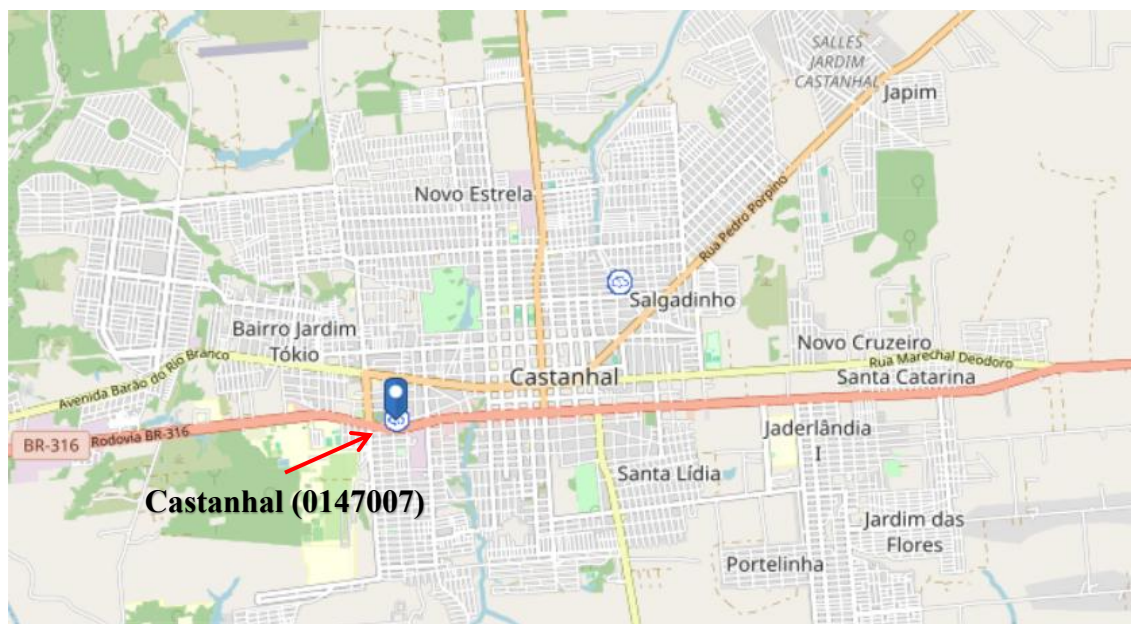 SALLES
JARDIM
CASTANHAL
Japim
Novo Estrela
Rua Pedro Porpino
Salgadinho
Bairro Jardim
Tókio
Novo Cruzeiro
Rua Marechal Deodoro
Avenida Barão do Rio Branco
Castanhal
Santa Catarina
BR-316
Rodovia BR-316
Jaderlândia
I
Santa Lídia
Castanhal (0147007)
Jardim das
Flores
Portelinha